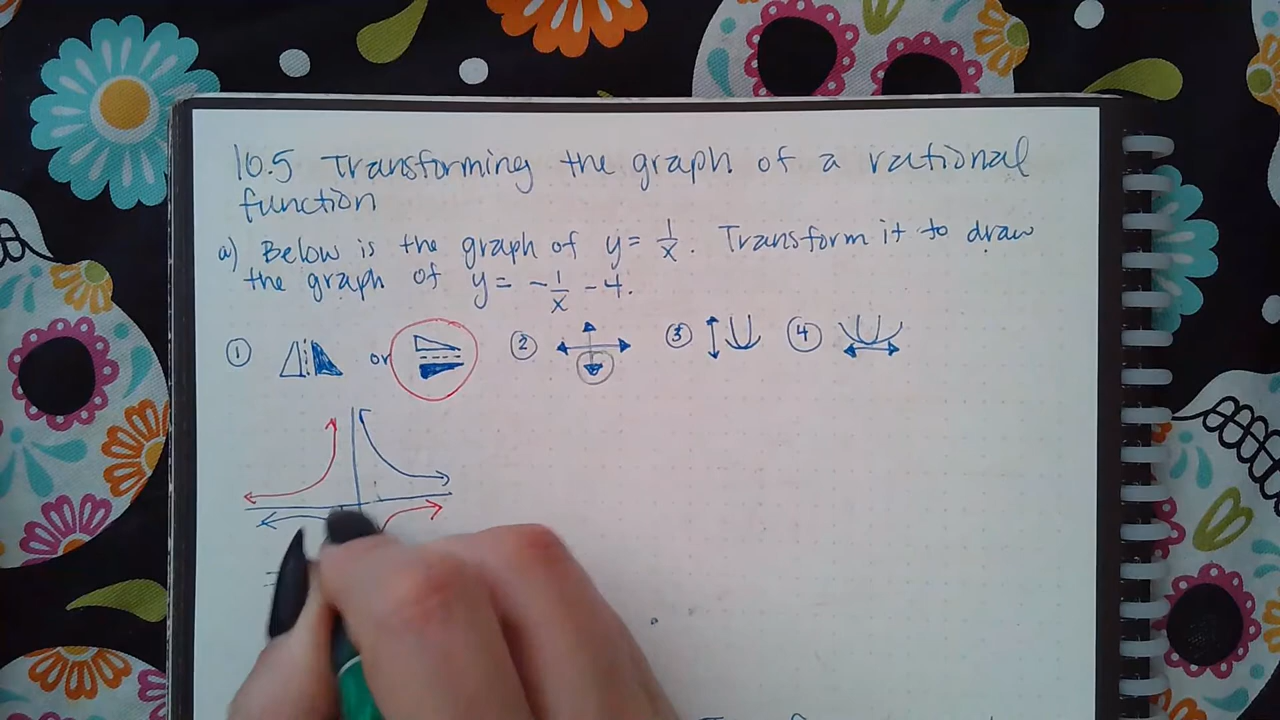 10.5 Transforming the graph of a rational
function
a) Below is the graph of y = 1/x. Transform it to draw
the graph of y = -1/x - 4.
① or ② ③ ④